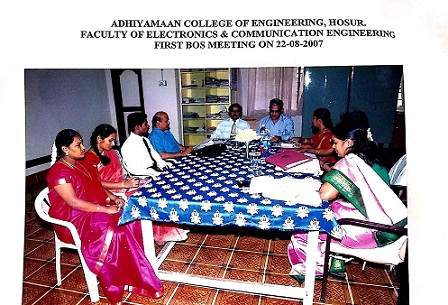 ADHIYAMAAN COLLEGE OF ENGINEERING, HOSUR.
FACULTY OF ELECTRONICS & COMMUNICATION ENGINEERING
FIRST BOS MEETING ON 22-08-2007